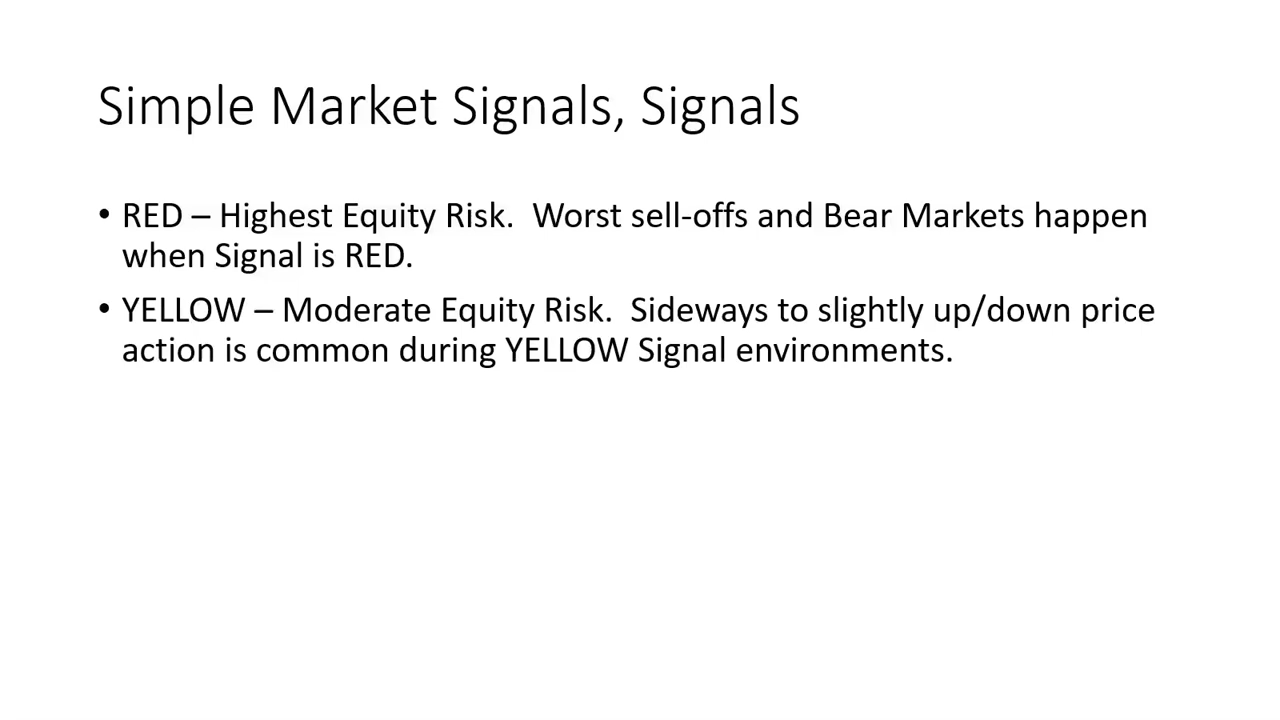 Simple Market Signals, Signals
• RED – Highest Equity Risk.  Worst sell-offs and Bear Markets happen
when Signal is RED.
• YELLOW – Moderate Equity Risk.  Sideways to slightly up/down price
action is common during YELLOW Signal environments.